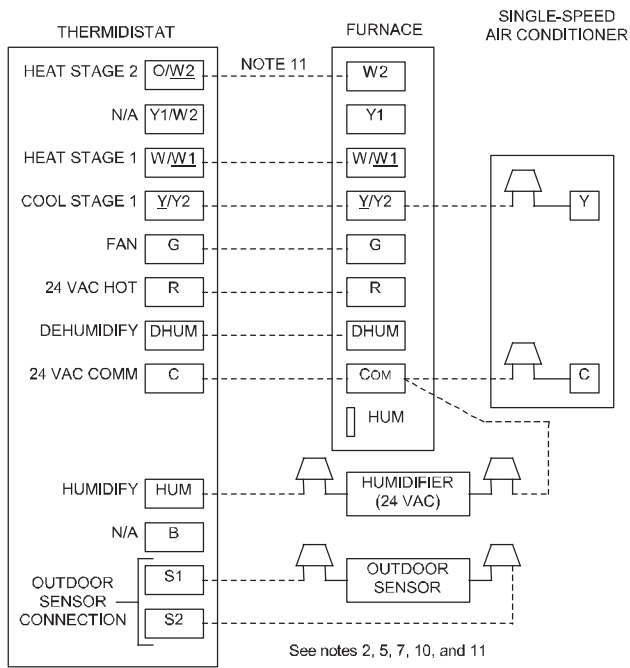 THERMIDISTAT
FURNACE
SINGLE-SPEED
AIR CONDITIONER
HEAT STAGE 2 O/W2 NOTE 11 W2
N/A Y1/W2 Y1
HEAT STAGE 1 W/W1 W/W1
COOL STAGE 1 Y/Y2 Y/Y2 Y
FAN G G
24 VAC HOT R R
DEHUMIDIFY DHUM DHUM
24 VAC COMM C COM C
HUM
HUMIDIFY HUM HUMIDIFIER
(24 VAC)
N/A B
OUTDOOR
SENSOR
CONNECTION
S1
S2
OUTDOOR
SENSOR
See notes 2, 5, 7, 10, and 11